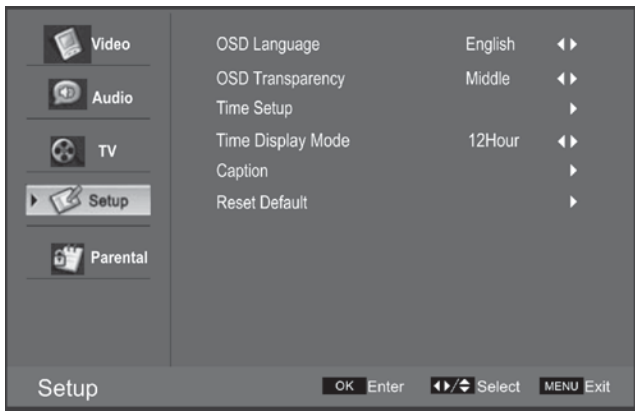 Video
Audio
TV
Setup
Parental
OSD Language English
OSD Transparency Middle
Time Setup
Time Display Mode 12Hour
Caption
Reset Default
Setup OK Enter Select MENU Exit